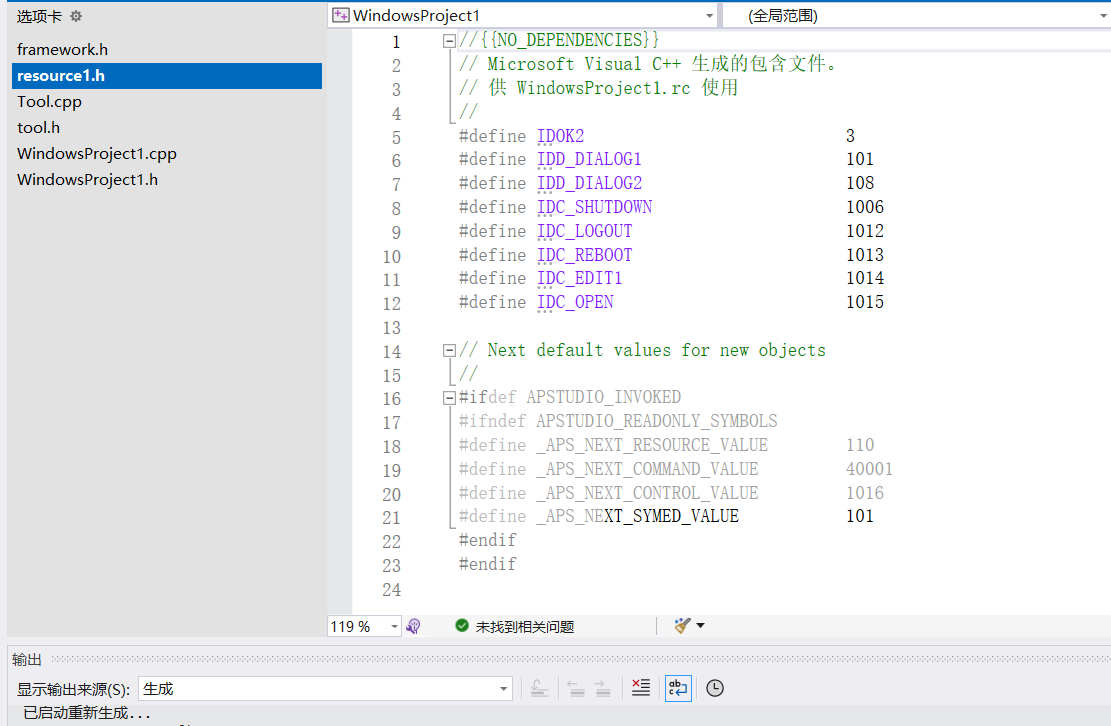 选项卡
framework.h
resource1.h
Tool.cpp
tool.h
WindowsProject1.cpp
WindowsProject1.h
WindowsProject1 (全局范围)
1 //{{NO_DEPENDENCIES}}
2 // Microsoft Visual C++ 生成的包含文件。
3 // 供 WindowsProject1.rc 使用
4 //
5 #define IDOK2 3
6 #define IDD_DIALOG1 101
7 #define IDD_DIALOG2 108
8 #define IDC_SHUTDOWN 1006
9 #define IDC_LOGOUT 1012
10 #define IDC_REBOOT 1013
11 #define IDC_EDIT1 1014
12 #define IDC_OPEN 1015
13
14 // Next default values for new objects
15 //
16 #ifdef APSTUDIO_INVOKED
17 #ifndef APSTUDIO_READONLY_SYMBOLS
18 #define _APS_NEXT_RESOURCE_VALUE 110
19 #define _APS_NEXT_COMMAND_VALUE 40001
20 #define _APS_NEXT_CONTROL_VALUE 1016
21 #define _APS_NEXT_SYMED_VALUE 101
22 #endif
23 #endif
24
119 % 未找到相关问题
输出
显示输出来源(S): 生成
已启动重新生成...